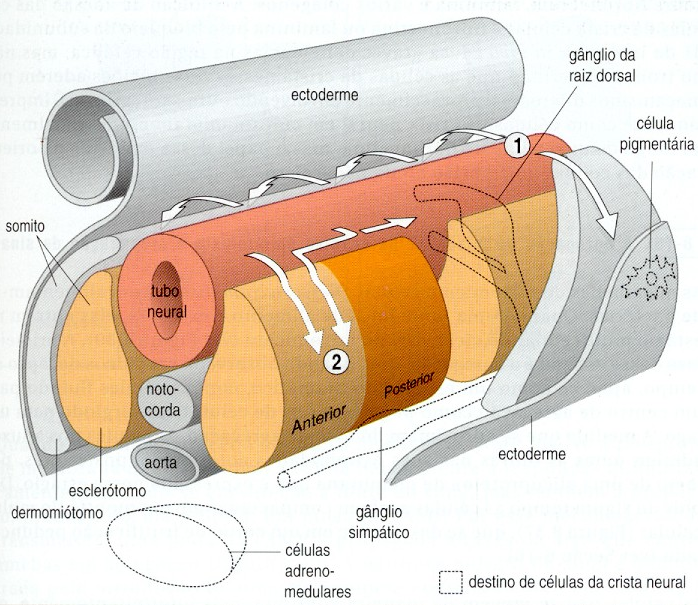 ectoderme
gânglio da
raiz dorsal
célula
pigmentária
1
somito
tubo
neural
2
noto-
corda
Anterior
Posterior
aorta
ectoderme
esclerótomo
dermomiótomo
gânglio
simpático
células
adreno-
medulares
destino de células da crista neural